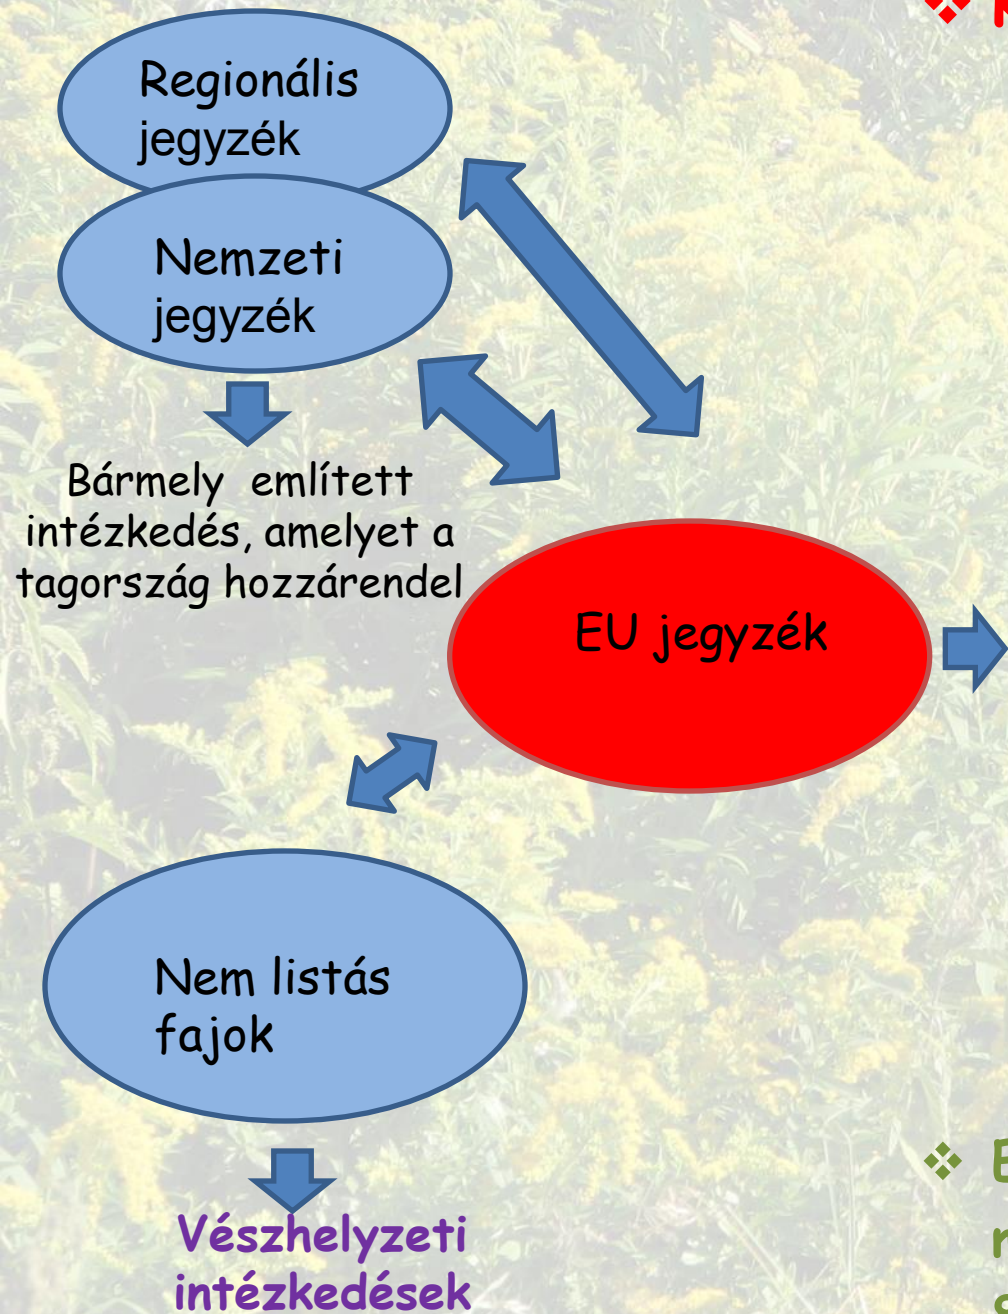 Regionális
jegyzék
Nemzeti
jegyzék
Bármely említett
intézkedés, amelyet a
tagország hozzárendel
EU jegyzék
Nem listás
fajok
Vészhelyzeti
intézkedések